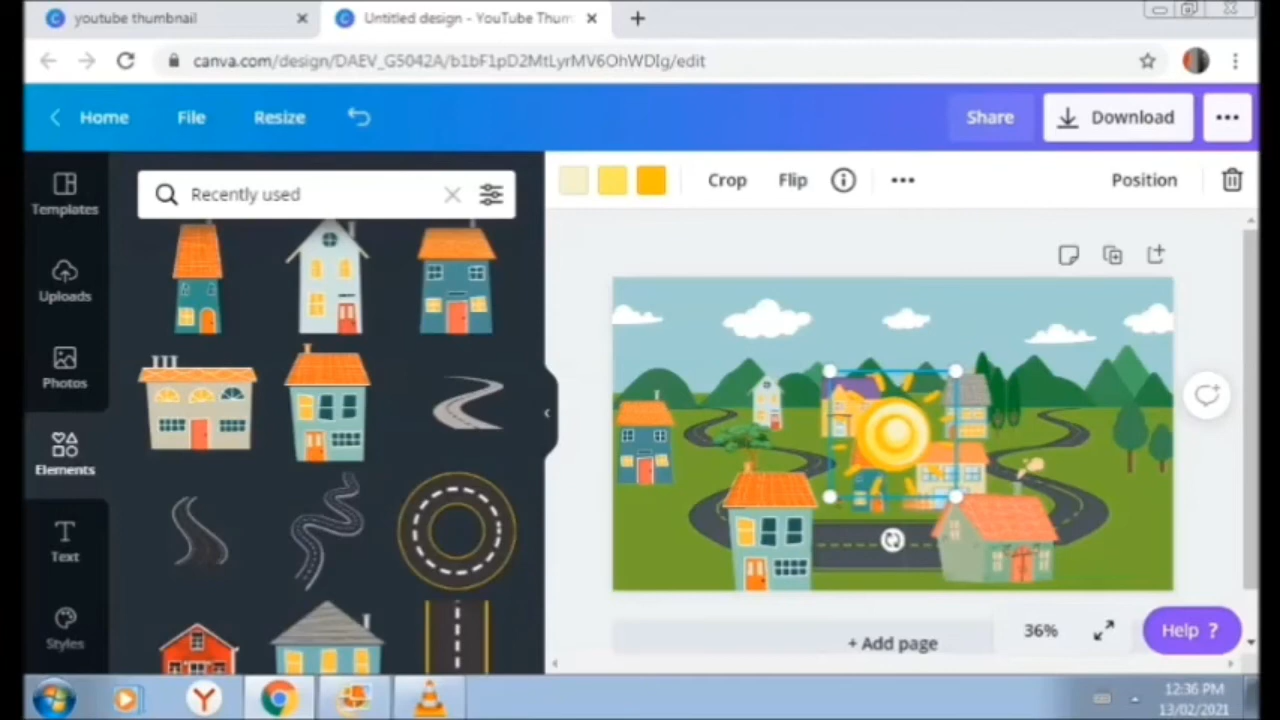 youtube thumbnail
Untitled design - YouTube Thum
canva.com/design/DAEV_G5042A/b1bF1pD2MtLyrMV6OhWDIg/edit
Home
File
Resize
Share
Download
Templates
Uploads
Photos
Elements
Text
Styles
Recently used
Crop
Flip
Position
+ Add page
36%
Help ?
12:36 PM
13/02/2021